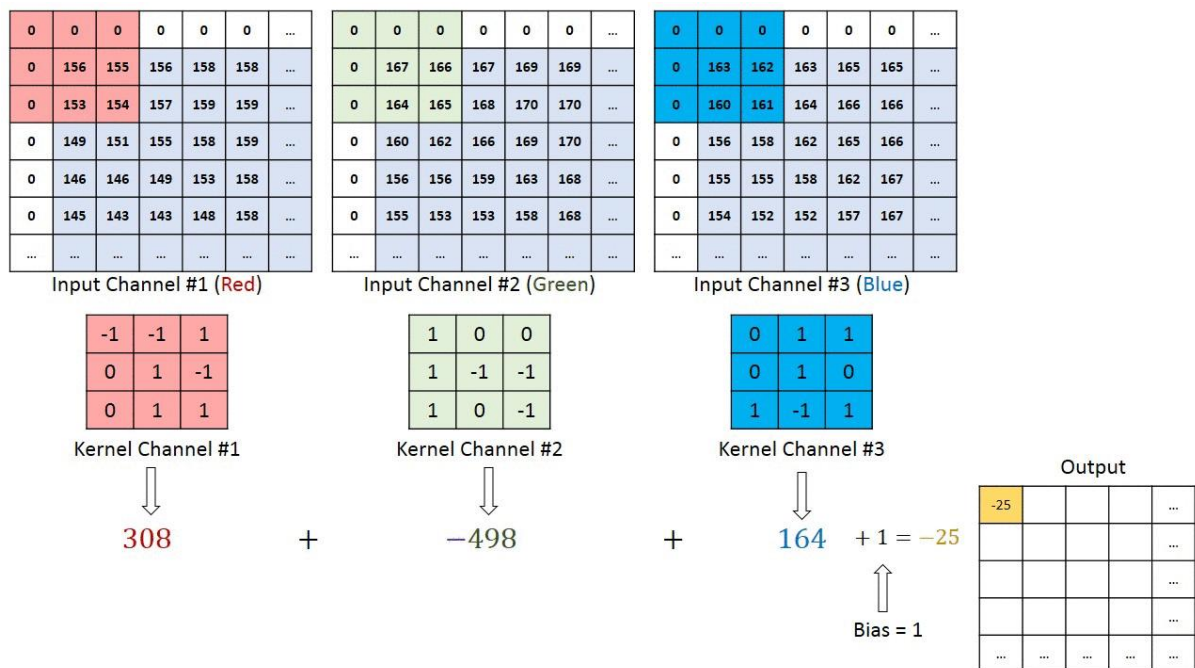 0 0 0 0 0 0 ...
0 156 155 156 158 158 ...
0 153 154 157 159 159 ...
0 149 151 155 158 159 ...
0 146 146 149 153 158 ...
0 145 143 143 148 158 ...
... ... ... ... ... ... ...
Input Channel #1 (Red)
0 0 0 0 0 0 ...
0 167 166 167 169 169 ...
0 164 165 168 170 170 ...
0 160 162 166 169 170 ...
0 156 156 159 163 168 ...
0 155 153 153 158 168 ...
... ... ... ... ... ... ...
Input Channel #2 (Green)
0 0 0 0 0 0 ...
0 163 162 163 165 165 ...
0 160 161 164 166 166 ...
0 156 158 162 165 166 ...
0 155 155 158 162 167 ...
0 154 152 152 157 167 ...
... ... ... ... ... ... ...
Input Channel #3 (Blue)
-1 -1 1
0 1 -1
0 1 1
Kernel Channel #1
1 0 0
1 -1 -1
1 0 -1
Kernel Channel #2
0 1 1
0 1 0
1 -1 1
Kernel Channel #3
308 + −498 + 164 + 1 = −25
Bias = 1
Output
-25 ...
...
...
...
... ... ... ... ...